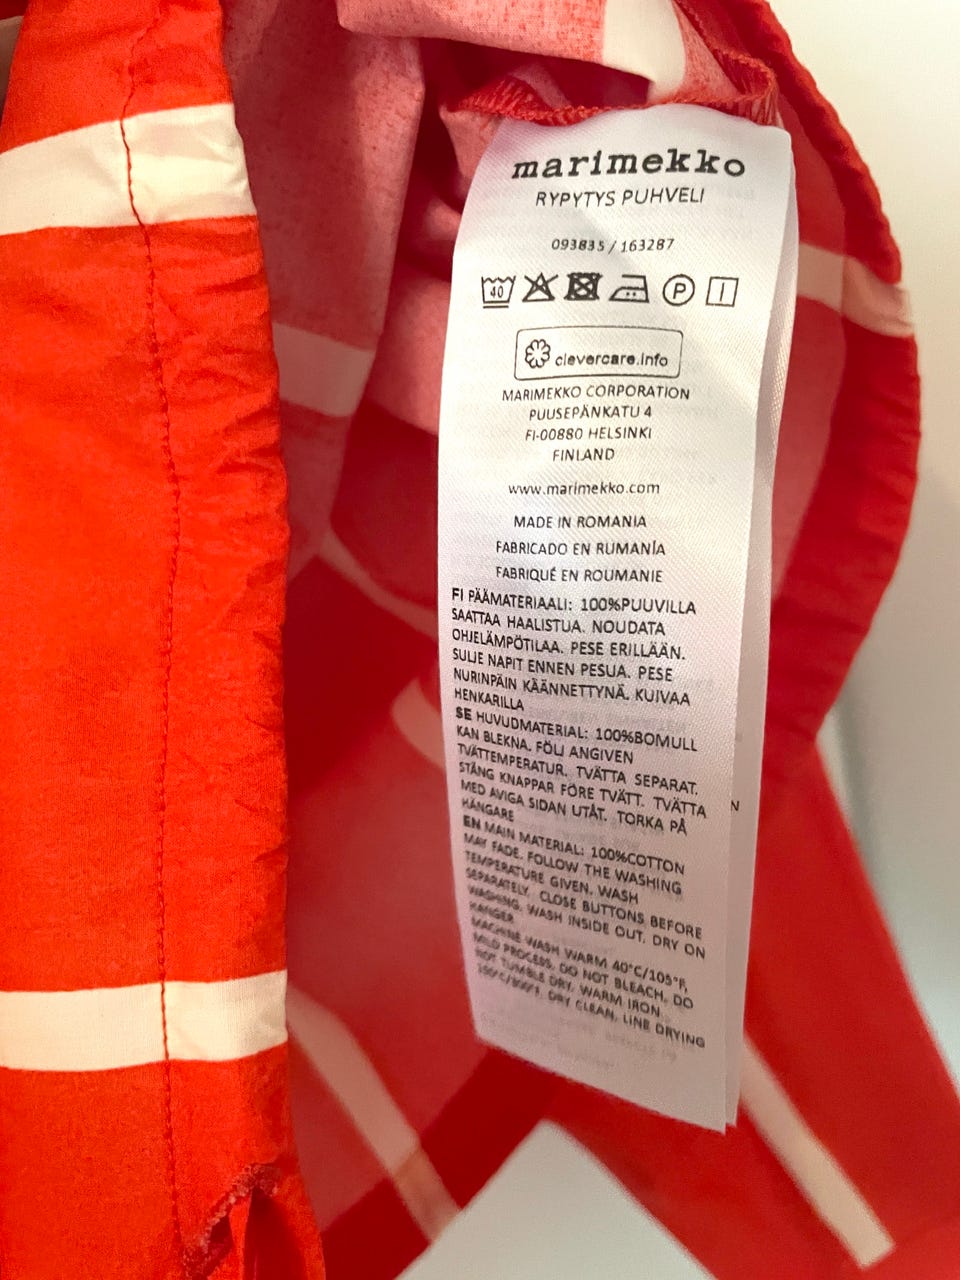 marimekko
RYPYTYS PUHVELI
093835 / 163287
40 P
clevercare.info
MARIMEKKO CORPORATION
PUUSEPÄNKATU 4
FI-00880 HELSINKI
FINLAND
www.marimekko.com
MADE IN ROMANIA
FABRICADO EN RUMANÍA
FABRIQUÉ EN ROUMANIE
FI PÄÄMATERIAALI: 100%PUUVILLA
SAATTAA HAALISTUA. NOUDATA
OHJELÄMPÖTILAA. PESE ERILLÄÄN.
SULJE NAPIT ENNEN PESUA. PESE
NURINPÄIN KÄÄNNETTYNÄ. KUIVAA
HENKARILLA
SE HUVUDMATERIAL: 100%BOMULL
KAN BLEKNA. FÖLJ ANGIVEN
TVÄTTEMPERATUR. TVÄTTA SEPARAT.
STÄNG KNAPPAR FÖRE TVÄTT. TVÄTTA
MED AVIGA SIDAN UTÅT. TORKA PÅ
HÄNGARE
EN MAIN MATERIAL: 100%COTTON
MAY FADE. FOLLOW THE WASHING
TEMPERATURE GIVEN. WASH
SEPARATELY. CLOSE BUTTONS BEFORE
WASHING. WASH INSIDE OUT. DRY ON
HANGER
MACHINE WASH WARM 40°C/105°F,
MILD PROCESS. DO NOT BLEACH. DO
NOT TUMBLE DRY. WARM IRON
150°C/300°F. DRY CLEAN. LINE DRYING